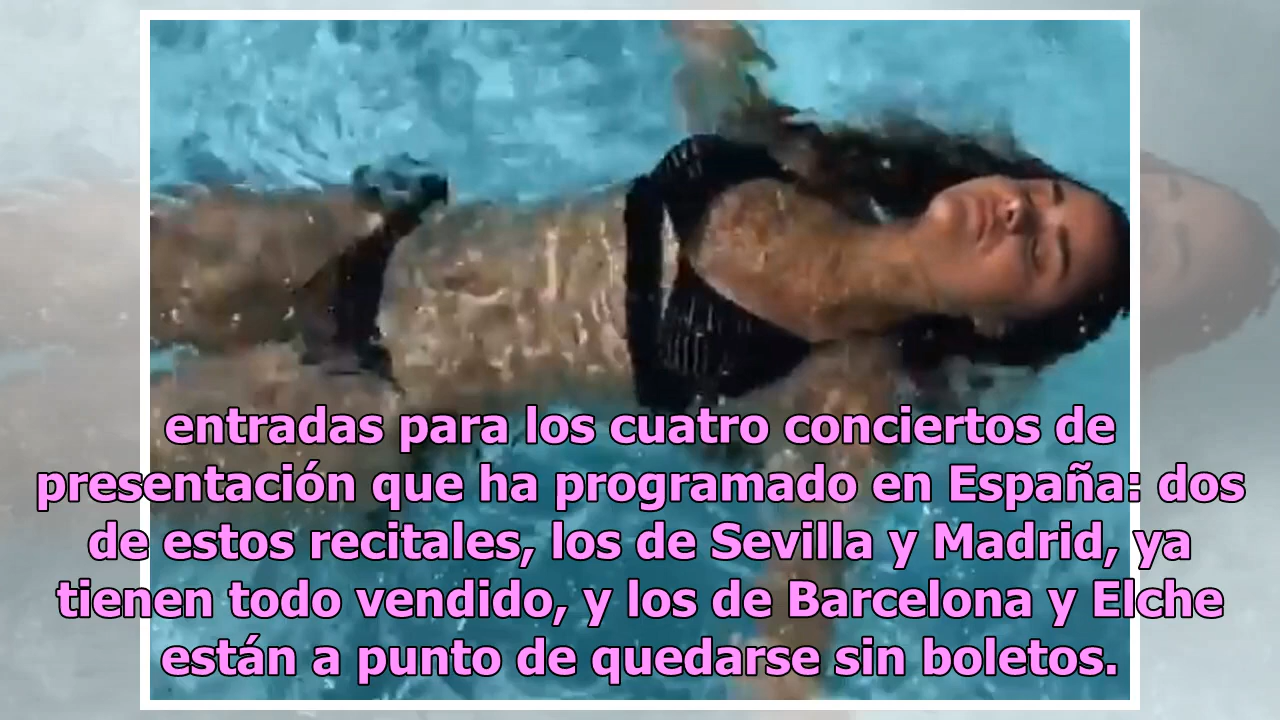 entradas para los cuatro conciertos de
presentación que ha programado en España: dos
de estos recitales, los de Sevilla y Madrid, ya
tienen todo vendido, y los de Barcelona y Elche
están a punto de quedarse sin boletos.